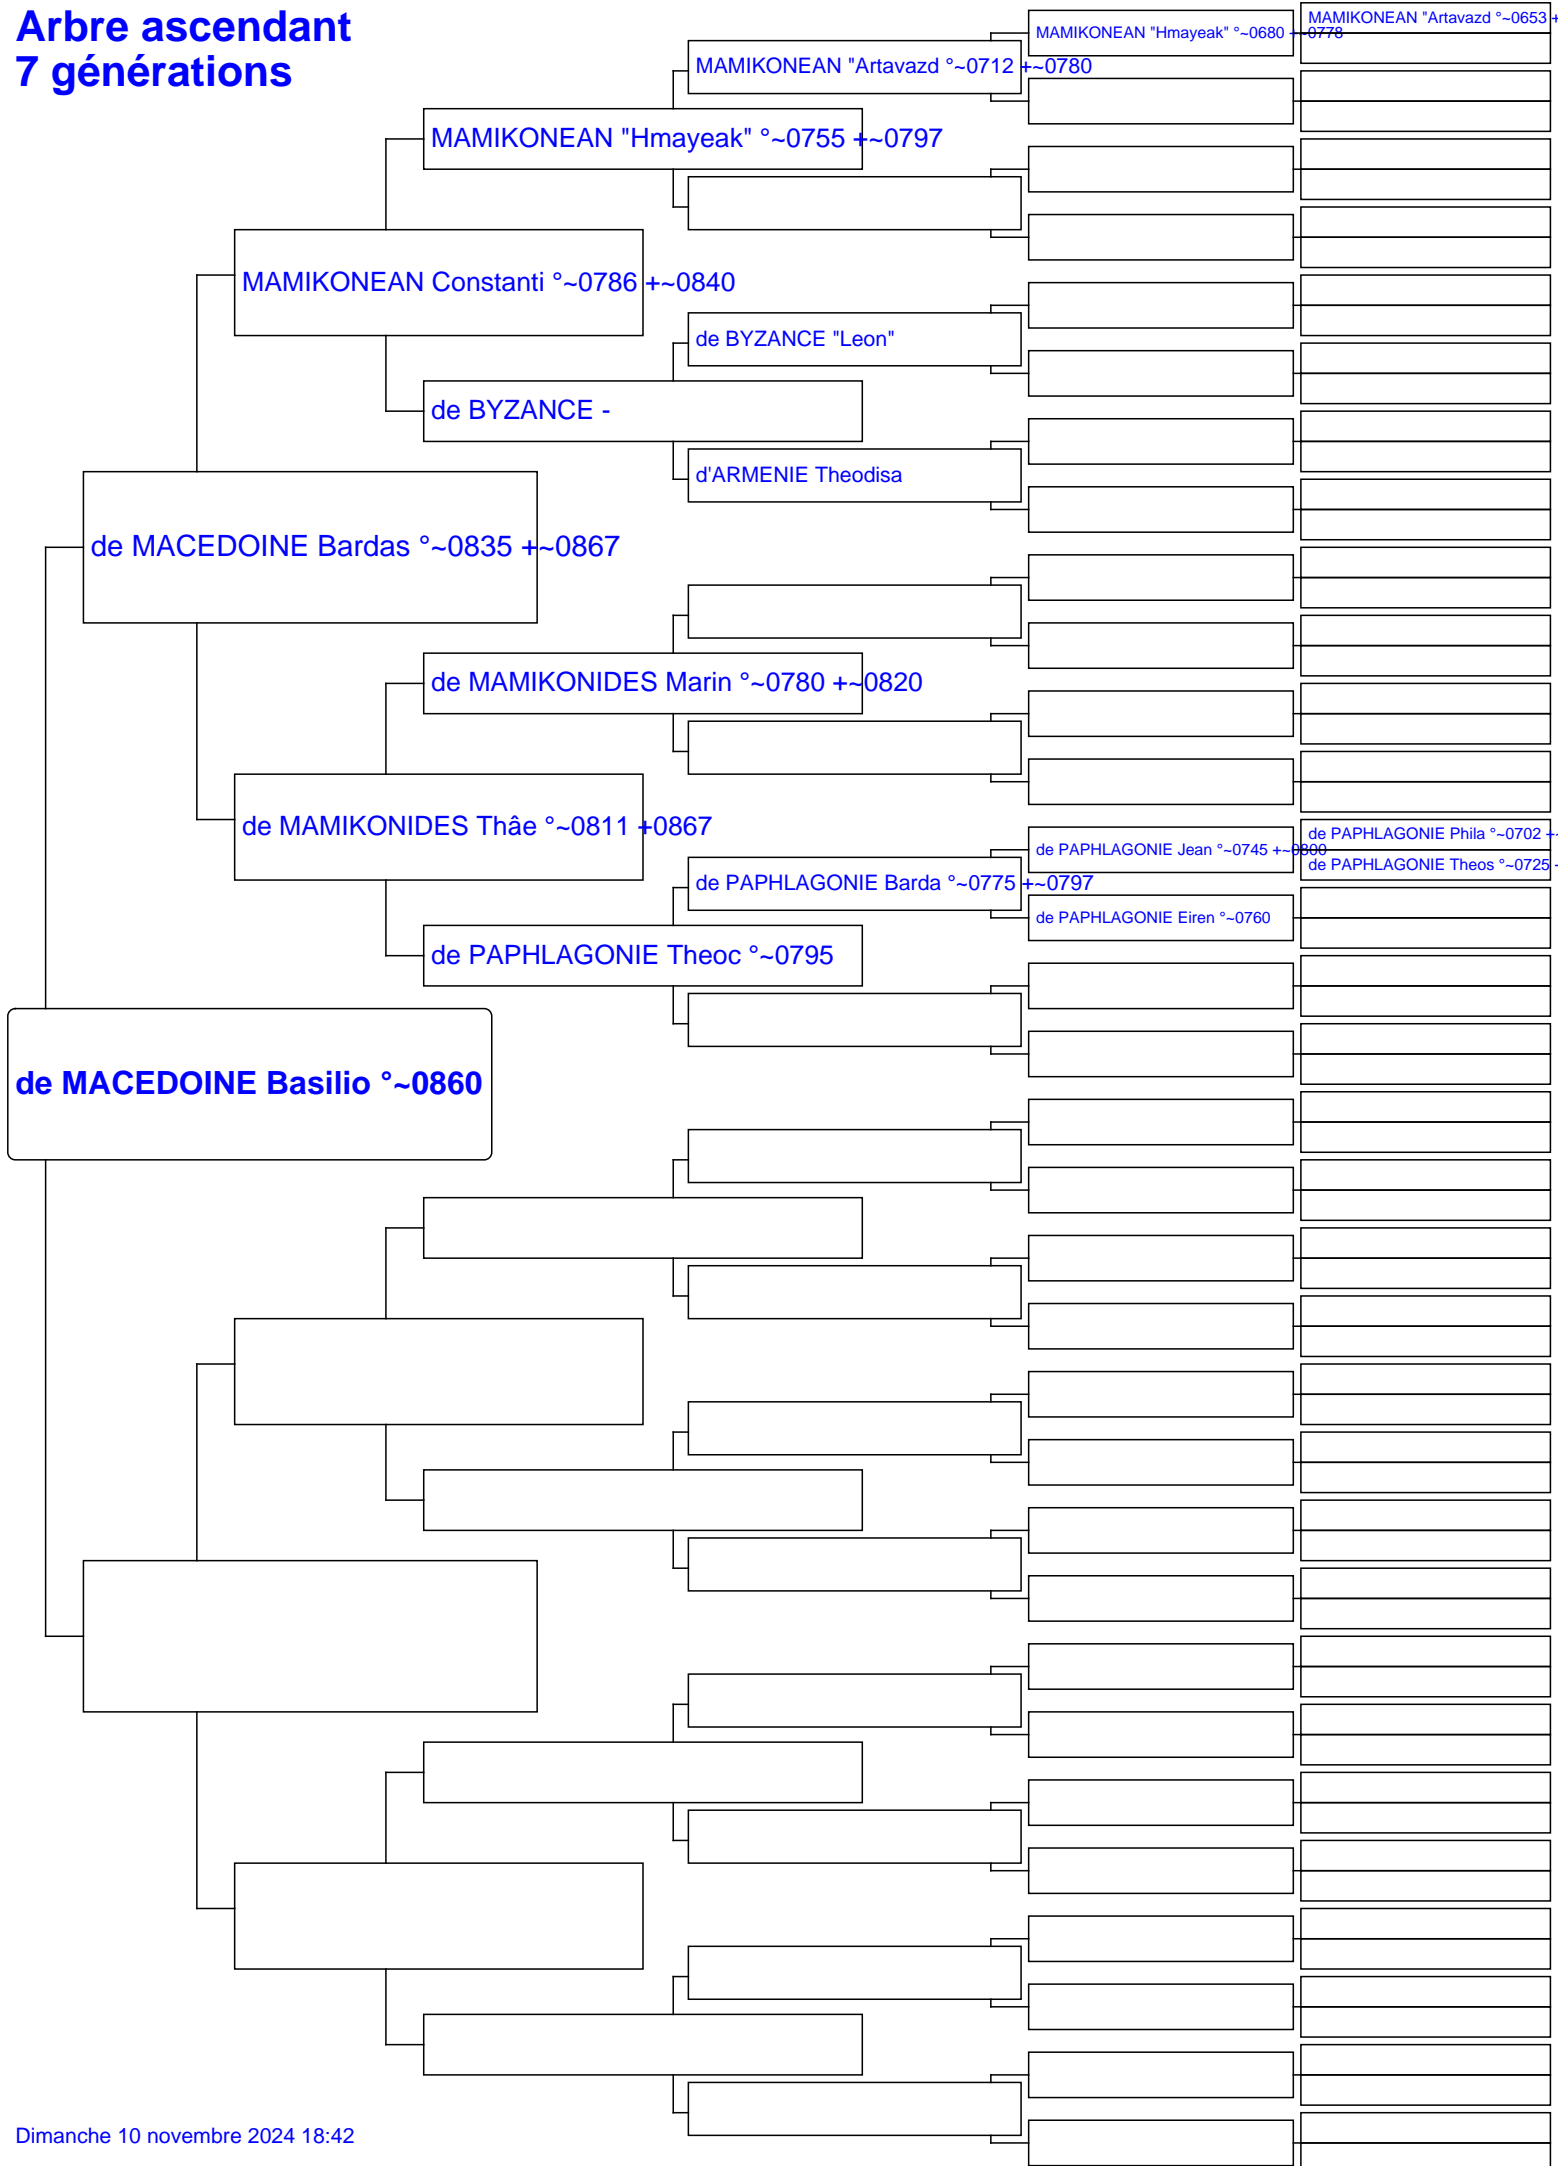 Arbre ascendant
7 générations
MAMIKONEAN "Artavazd °~0653 +
MAMIKONEAN "Hmayeak" °~0680 +~0778
MAMIKONEAN "Artavazd °~0712 +~0780
MAMIKONEAN "Hmayeak" °~0755 +~0797
MAMIKONEAN Constanti °~0786 +~0840
de BYZANCE "Leon"
de BYZANCE -
d'ARMENIE Theodisa
de MACEDOINE Bardas °~0835 +~0867
de MAMIKONIDES Marin °~0780 +~0820
de MAMIKONIDES Thâe °~0811 +0867
de PAPHLAGONIE Phila °~0702 +~
de PAPHLAGONIE Jean °~0745 +~0800
de PAPHLAGONIE Theos °~0725 +
de PAPHLAGONIE Barda °~0775 +~0797
de PAPHLAGONIE Eiren °~0760
de PAPHLAGONIE Theoc °~0795
de MACEDOINE Basilio °~0860
Dimanche 10 novembre 2024 18:42